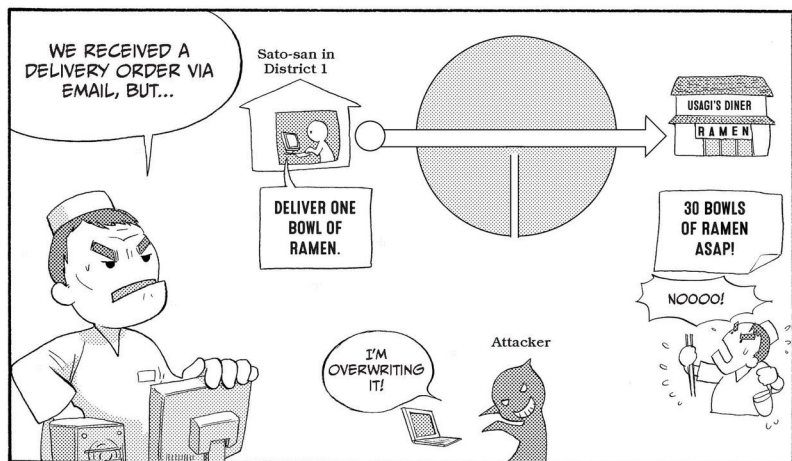 WE RECEIVED A
DELIVERY ORDER VIA
EMAIL, BUT...
Sato-san in
District 1
DELIVER ONE
BOWL OF
RAMEN.
USAGI'S DINER
RAMEN
30 BOWLS
OF RAMEN
ASAP!
NOOOO!
I'M
OVERWRITING
IT!
Attacker